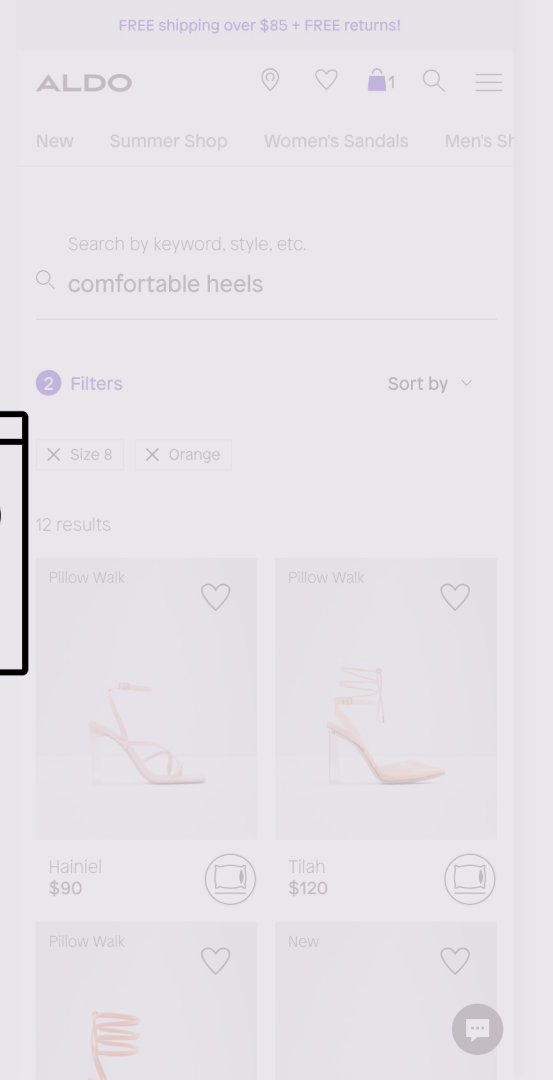 FREE shipping over $85 + FREE returns!
ALDO
1
New Summer Shop Women's Sandals Men's Sh
Search by keyword, style, etc.
comfortable heels
2 Filters Sort by
Size 8 Orange
12 results
Pillow Walk Pillow Walk
Hainiel Tilah
$90 $120
Pillow Walk New